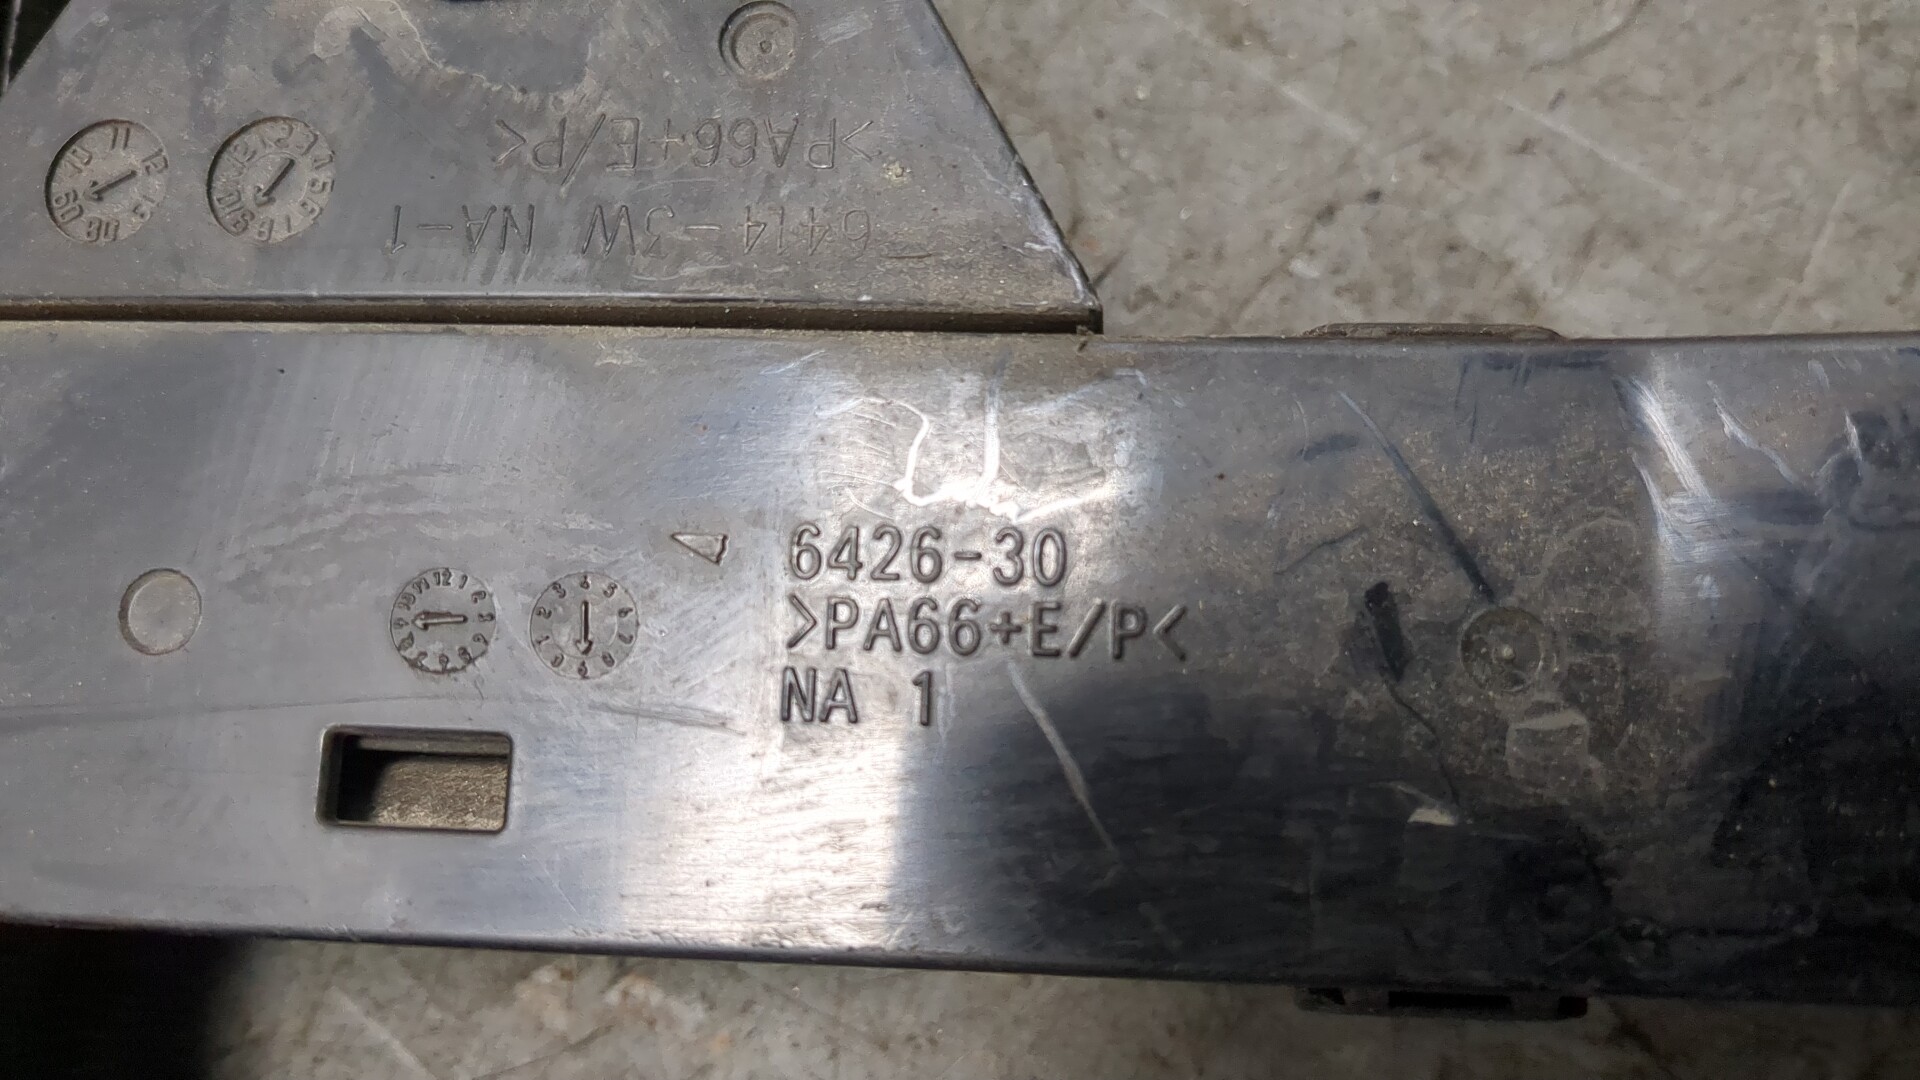 >PA66+E/P<
6414-3W NA-1
6426-30
>PA66+E/P<
NA 1